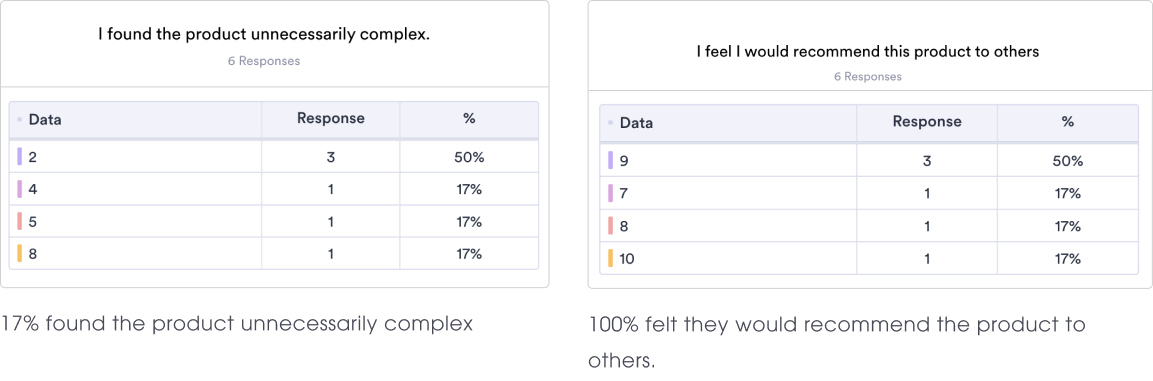 I found the product unnecessarily complex.
6 Responses
Data Response %
2 3 50%
4 1 17%
5 1 17%
8 1 17%
17% found the product unnecessarily complex
I feel I would recommend this product to others
6 Responses
Data Response %
9 3 50%
7 1 17%
8 1 17%
10 1 17%
100% felt they would recommend the product to
others.